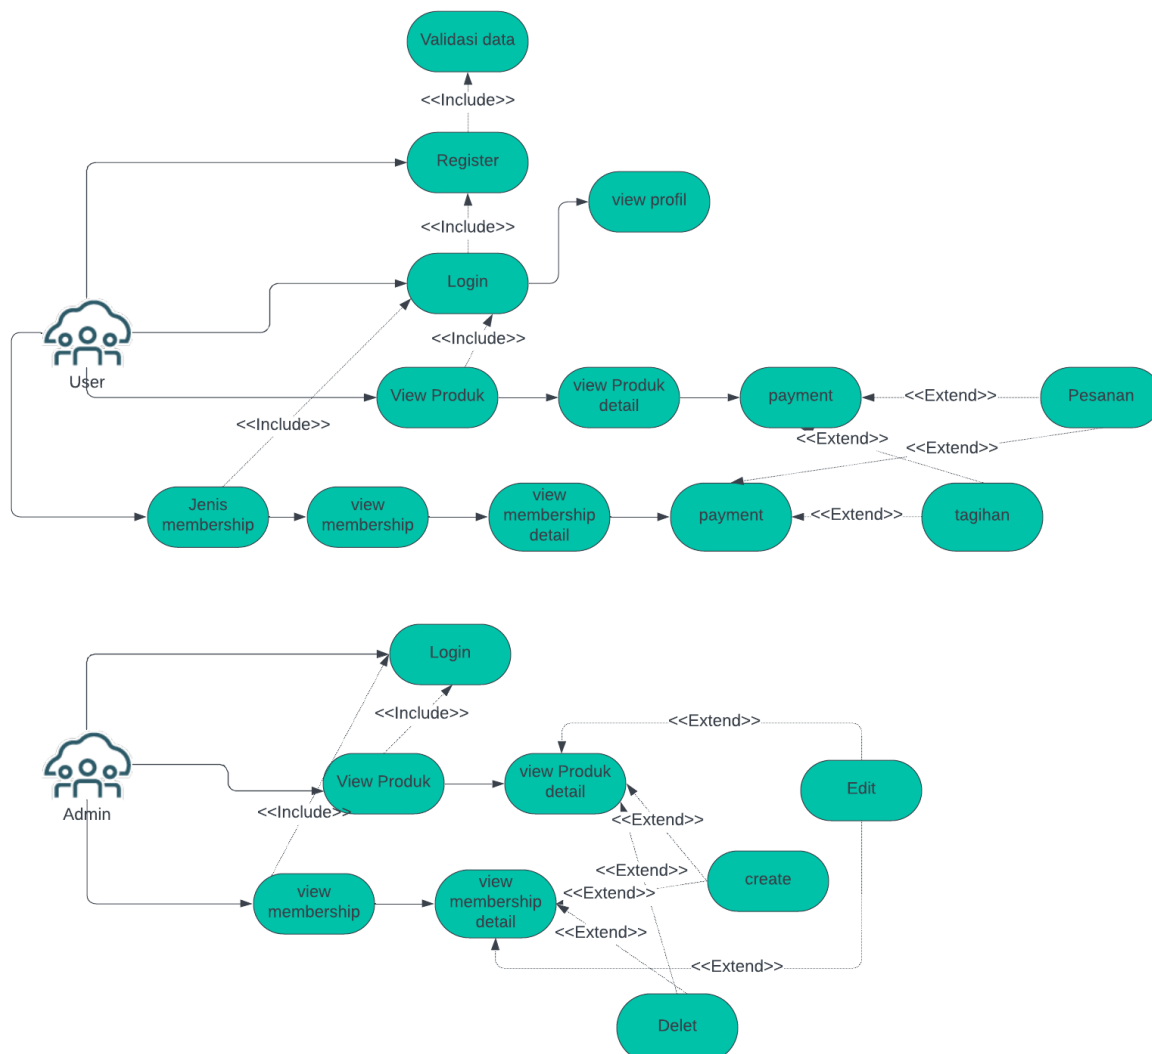 Validasi data
<<Include>>
Register
view profil
<<Include>>
Login
<<Include>>
User
View Produk
view Produk
detail
payment
<<Extend>>
Pesanan
<<Include>>
<<Extend>>
<<Extend>>
Jenis
membership
view
membership
view
membership
detail
payment
<<Extend>>
tagihan
Login
<<Include>>
<<Extend>>
Admin
View Produk
view Produk
detail
Edit
<<Include>>
<<Extend>>
<<Extend>>
create
<<Extend>>
view
membership
view
membership
detail
<<Extend>>
<<Extend>>
Delet